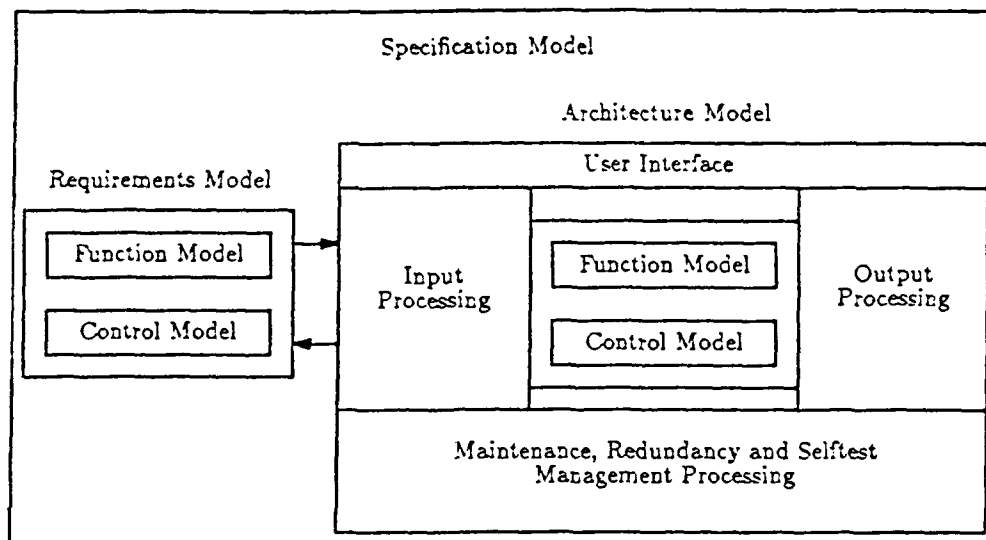 Specification Model
Architecture Model
User Interface
Requirements Model
Function Model
Control Model
Input
Processing
Function Model
Control Model
Output
Processing
Maintenance, Redundancy and Selftest
Management Processing